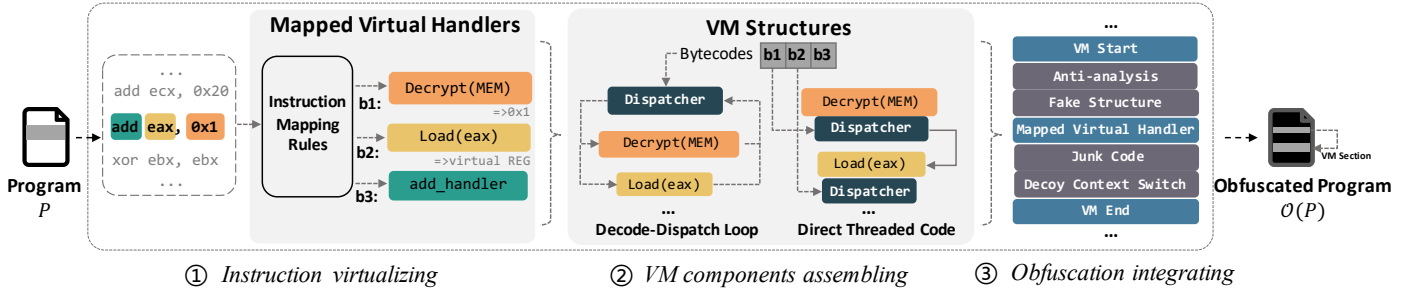 Program
P
...
add ecx, 0x20
add eax, 0x1
xor ebx, ebx
...
Mapped Virtual Handlers
Instruction
Mapping
Rules
b1:
Decrypt(MEM)
=>0x1
b2:
Load(eax)
=>virtual REG
b3:
add_handler
VM Structures
Bytecodes
b1 b2 b3
Dispatcher
Decrypt(MEM)
Load(eax)
...
Decode-Dispatch Loop
Decrypt(MEM)
Dispatcher
Load(eax)
Dispatcher
...
Direct Threaded Code
...
VM Start
Anti-analysis
Fake Structure
Mapped Virtual Handler
Junk Code
Decoy Context Switch
VM End
...
VM Section
Obfuscated Program
O(P)
① Instruction virtualizing
② VM components assembling
③ Obfuscation integrating